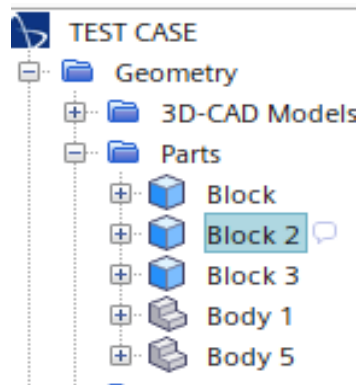 TEST CASE
Geometry
3D-CAD Models
Parts
Block
Block 2
Block 3
Body 1
Body 5